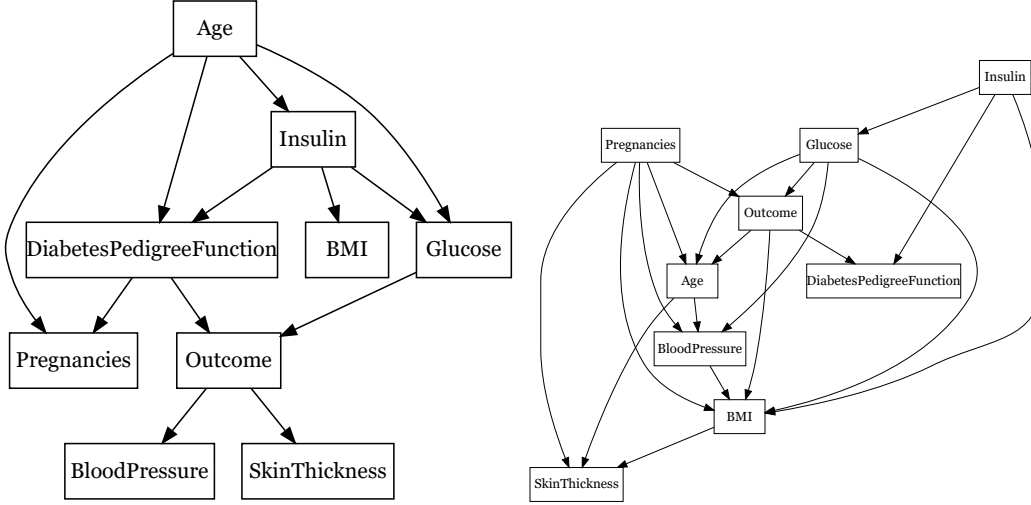 Age
Insulin
DiabetesPedigreeFunction
BMI
Glucose
Pregnancies
Outcome
BloodPressure
SkinThickness
Insulin
Pregnancies
Glucose
Outcome
Age
DiabetesPedigreeFunction
BloodPressure
BMI
SkinThickness